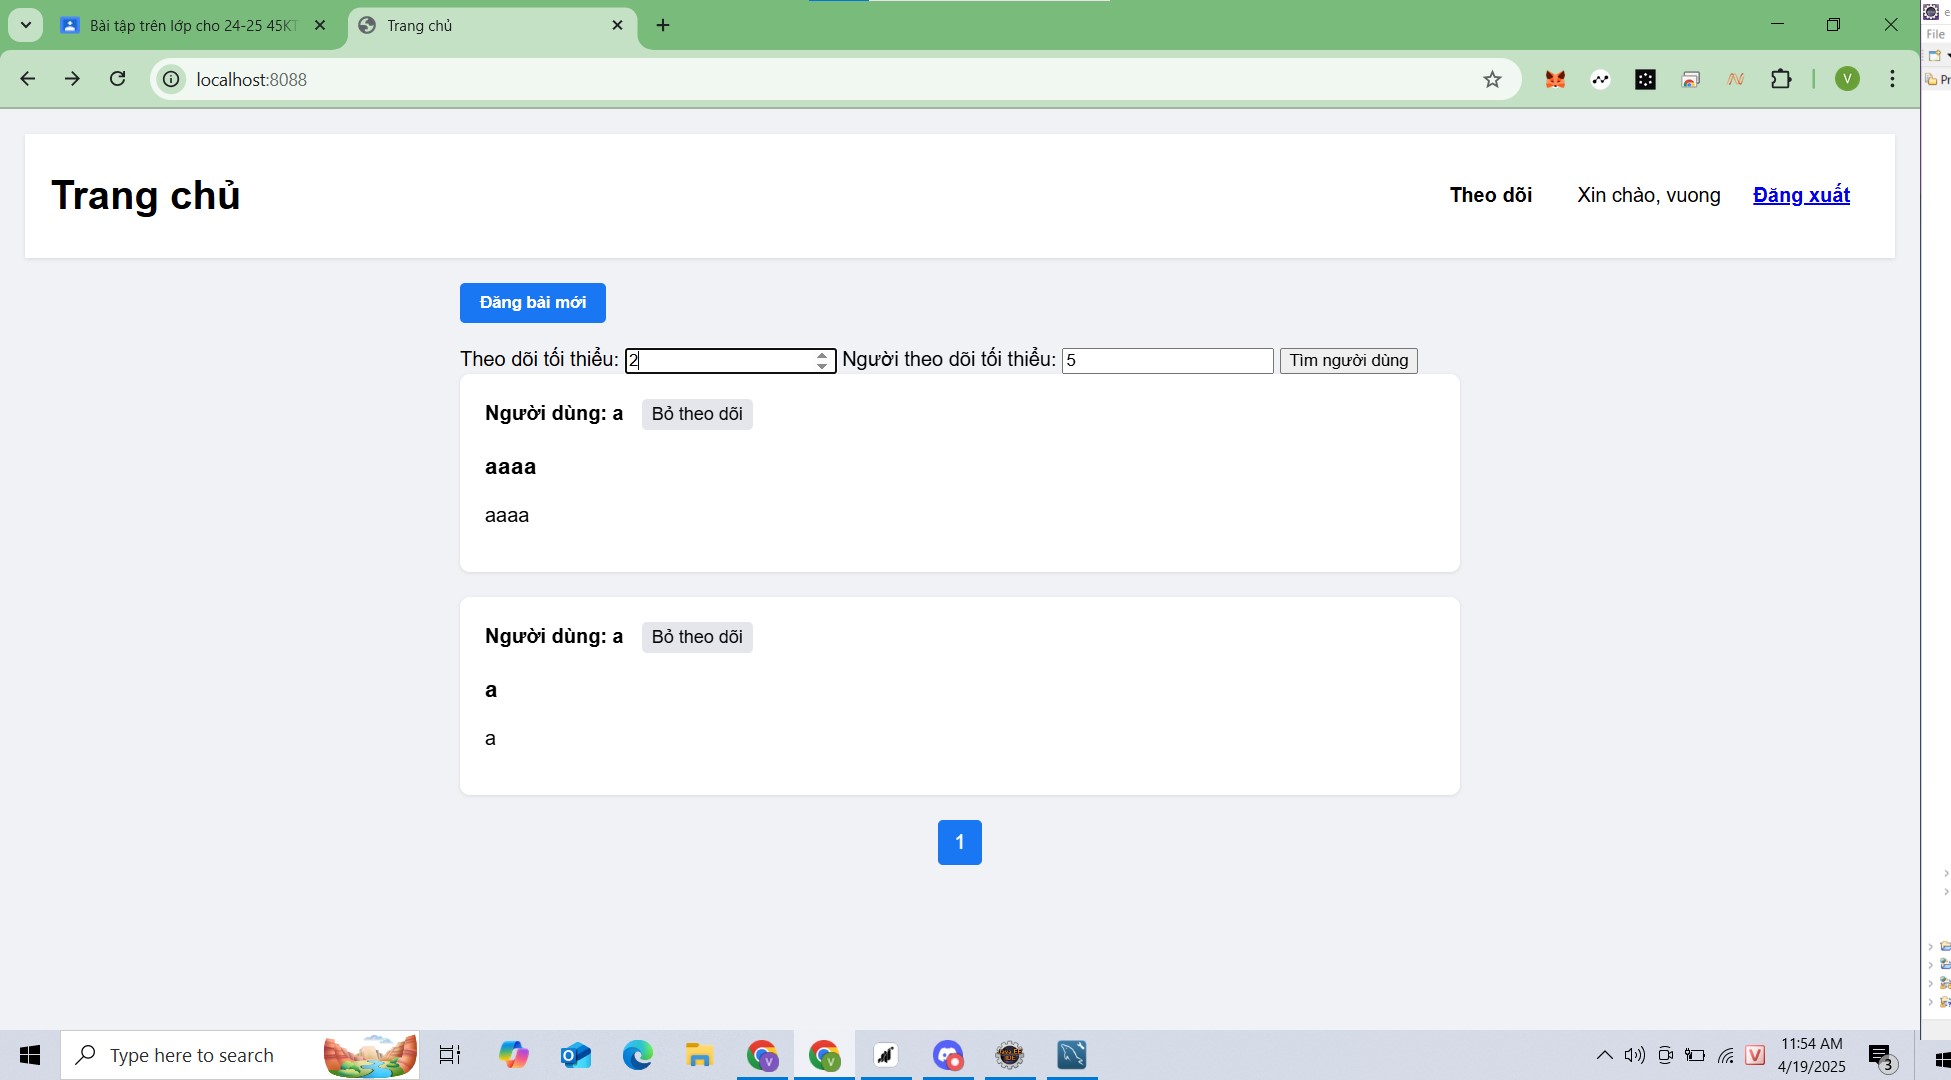 Bài tập trên lớp cho 24-25 45KT
Trang chủ
e
File
localhost:8088
V
Pr
Trang chủ
Theo dõi
Xin chào, vuong
Đăng xuất
Đăng bài mới
Theo dõi tối thiểu: 2 Người theo dõi tối thiểu: 5 Tìm người dùng
Người dùng: a Bỏ theo dõi
aaaa
aaaa
Người dùng: a Bỏ theo dõi
a
a
1
Type here to search
11:54 AM
4/19/2025
3